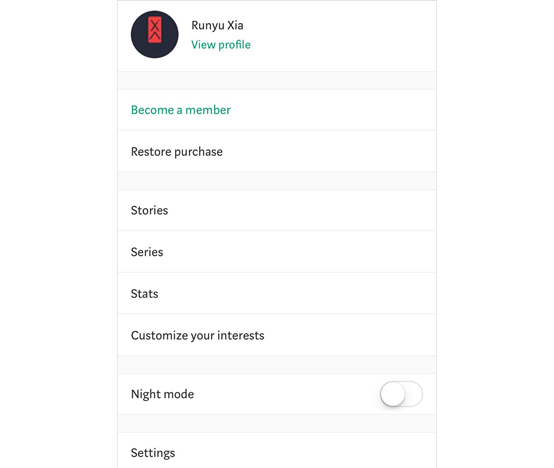 Runyu Xia
View profile
Become a member
Restore purchase
Stories
Series
Stats
Customize your interests
Night mode
Settings